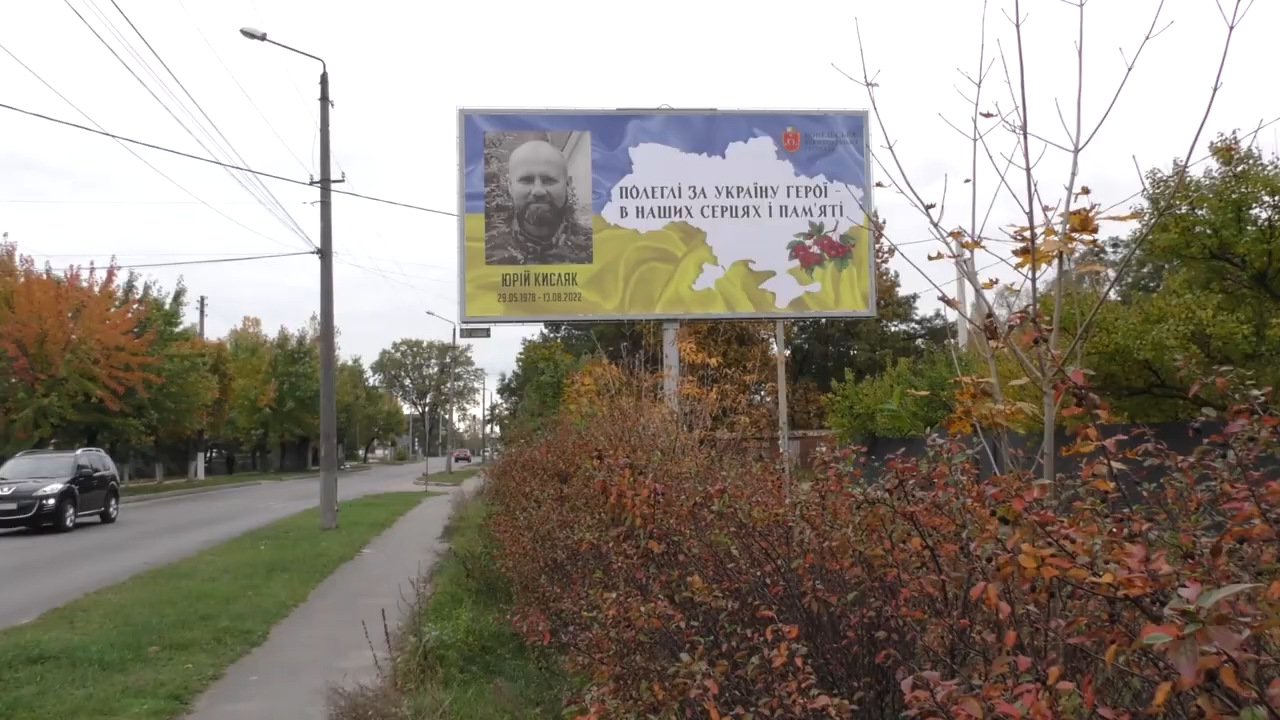 ПОЛЕГЛІ ЗА УКРАЇНУ ГЕРОЇ -
В НАШИХ СЕРЦЯХ І ПАМ'ЯТІ
ЮРІЙ КИСЛЯК
29.05.1978 - 13.08.2022